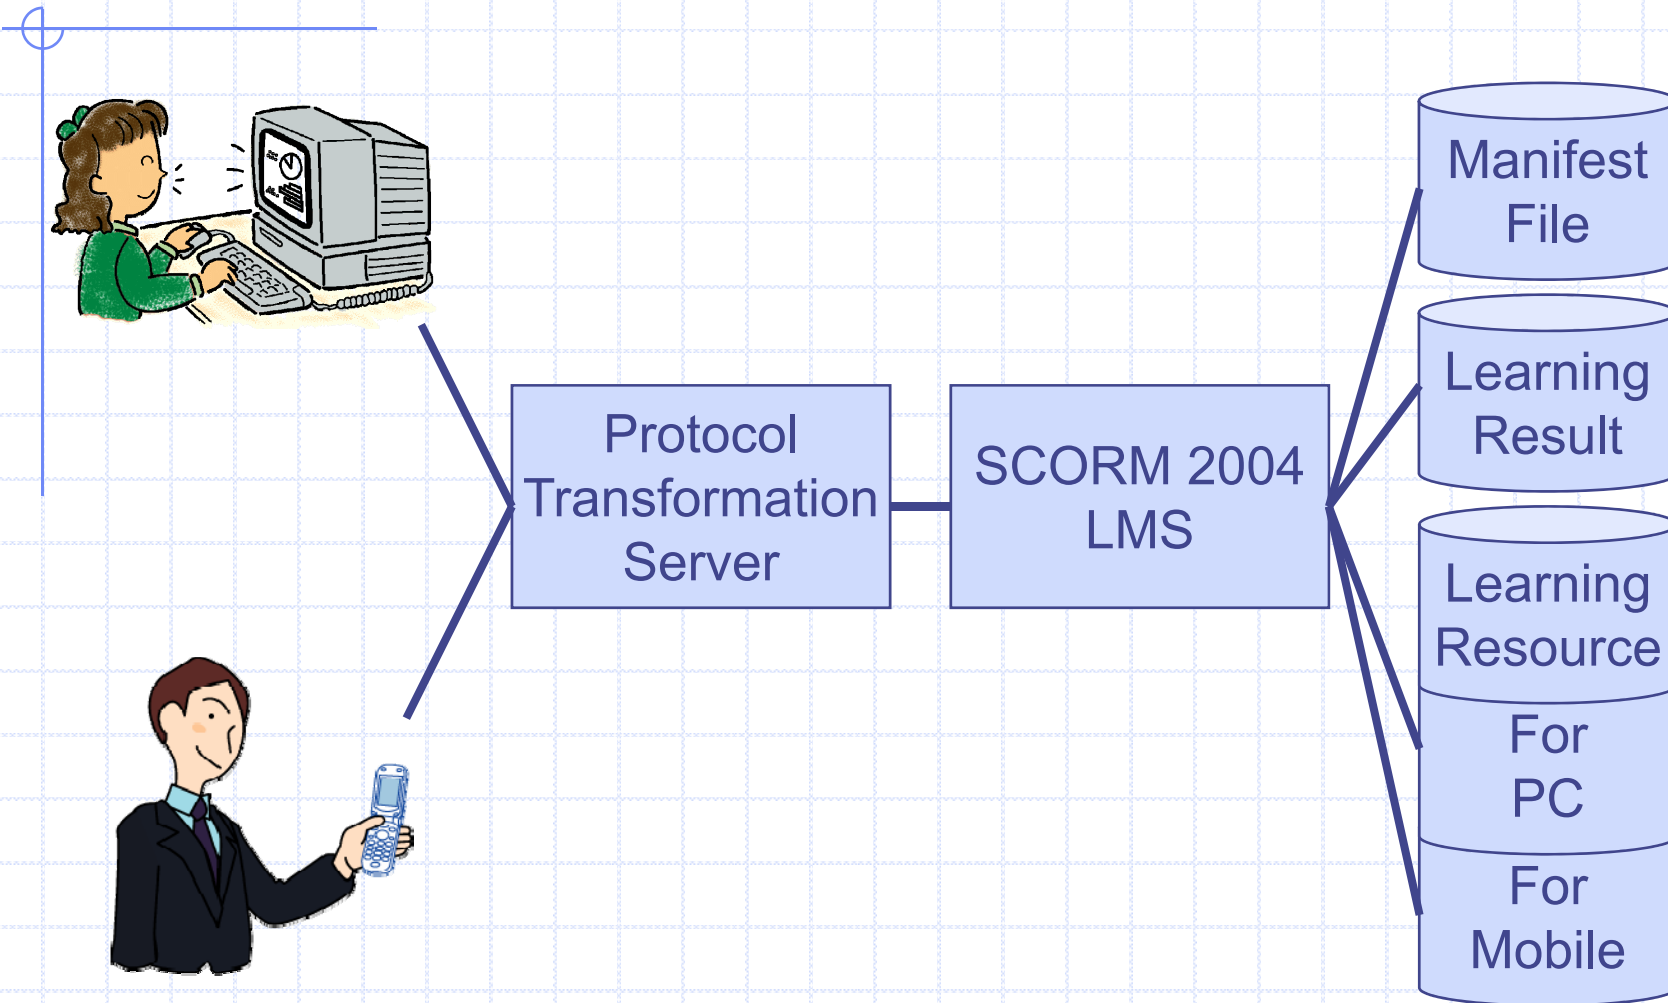 Protocol
Transformation
Server
SCORM 2004
LMS
Manifest
File
Learning
Result
Learning
Resource
For
PC
For
Mobile